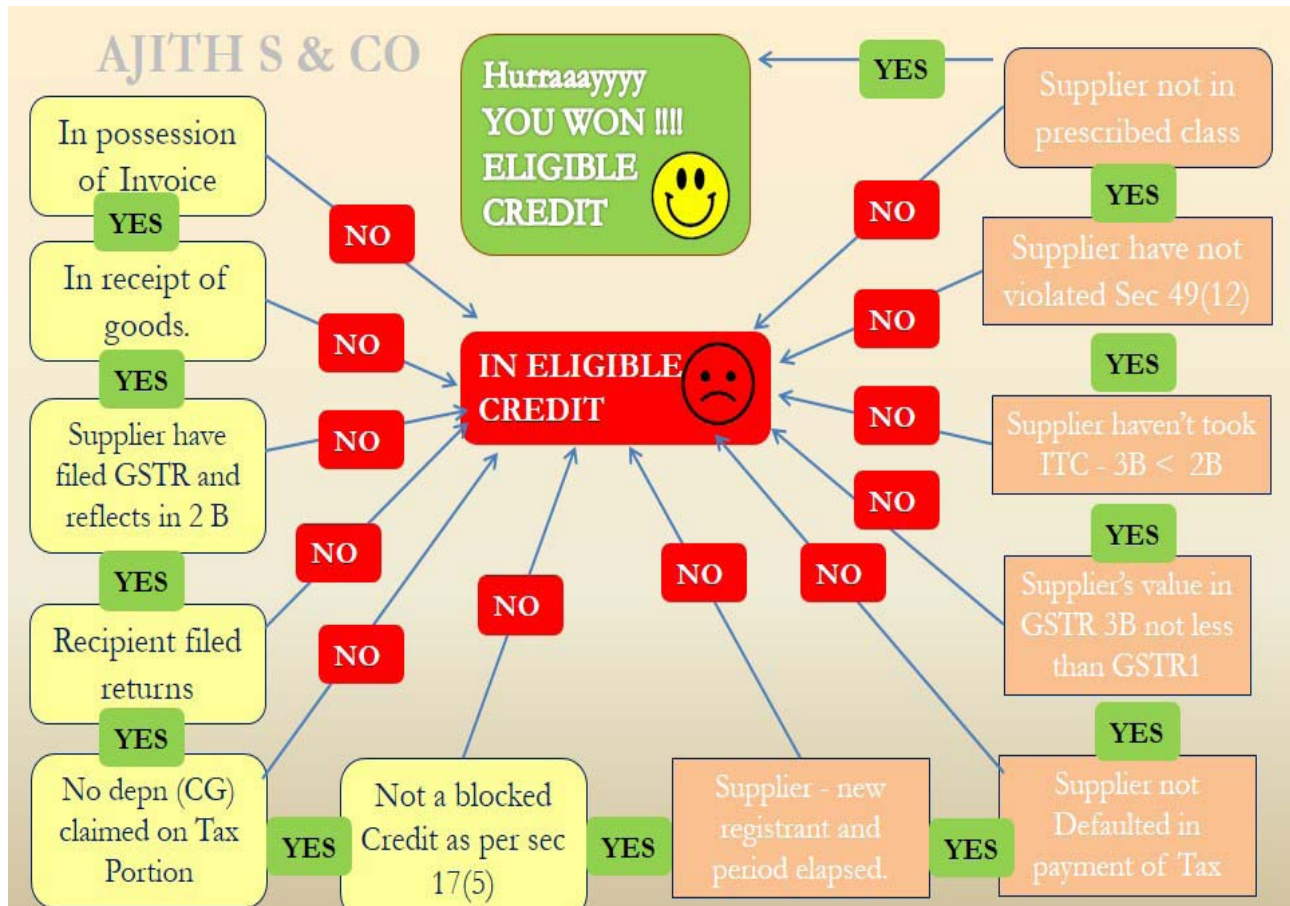 AJITH S & CO
Hurraaayyyy
YOU WON !!!!
ELIGIBLE
CREDIT
YES
Supplier not in
prescribed class
In possession
of Invoice
YES
NO
NO
YES
In receipt of
goods.
NO
NO
Supplier have not
violated Sec 49(12)
YES
IN ELIGIBLE
CREDIT
YES
Supplier have
filed GSTR and
reflects in 2 B
NO
NO
Supplier haven't took
ITC - 3B < 2B
YES
NO
NO
YES
Recipient filed
returns
NO
NO
NO
NO
Supplier's value in
GSTR 3B not less
than GSTR1
YES
YES
No depn (CG)
claimed on Tax
Portion
YES
Not a blocked
Credit as per sec
17(5)
YES
Supplier - new
registrant and
period elapsed.
YES
Supplier not
Defaulted in
payment of Tax